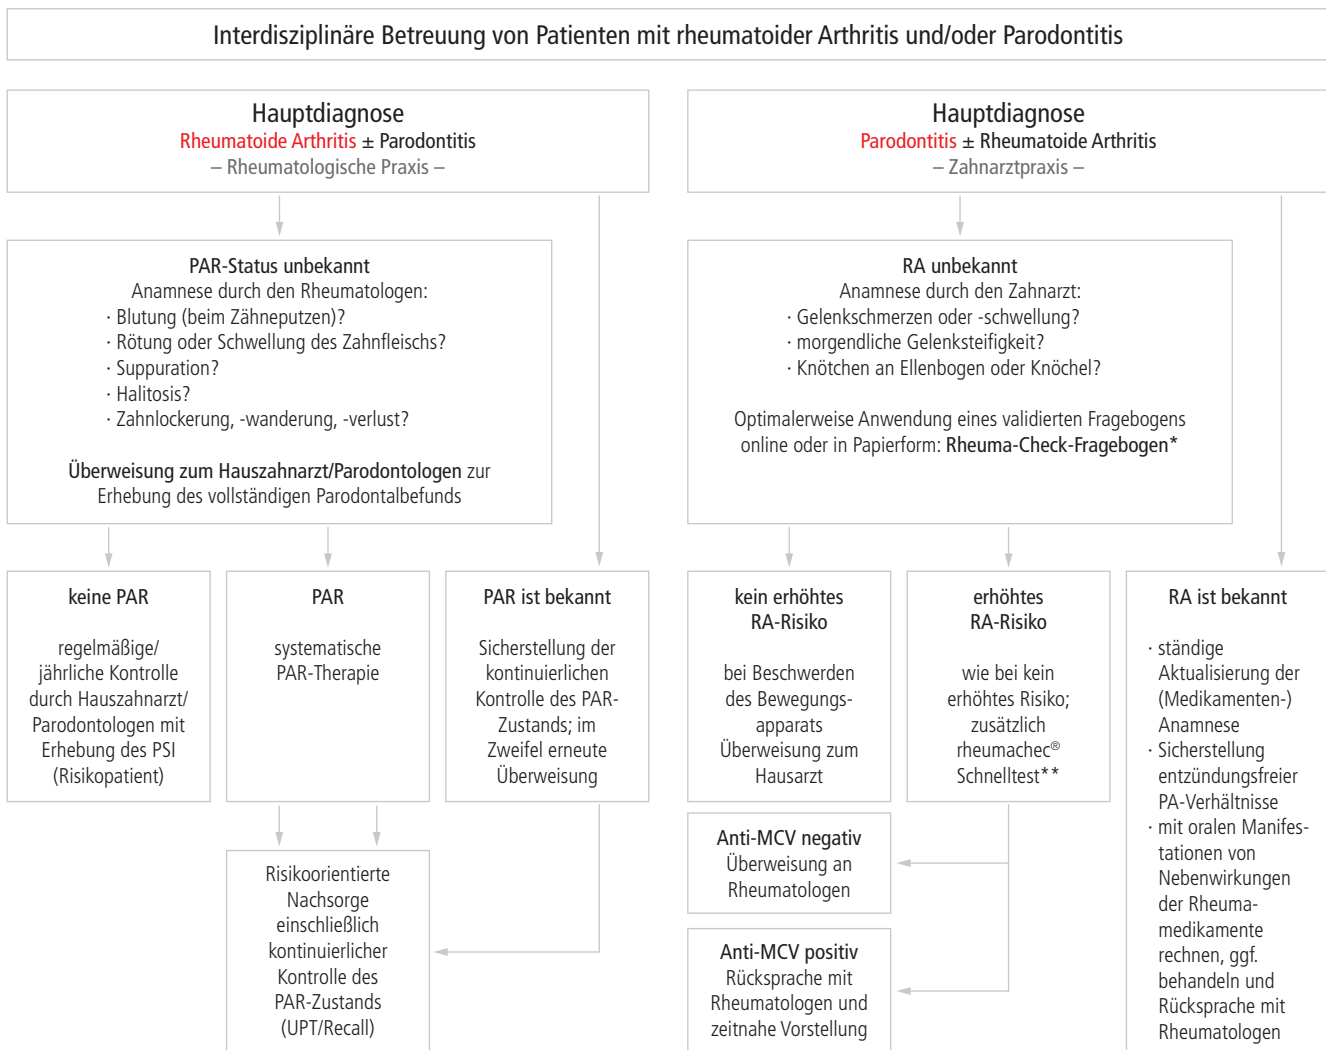 Interdisziplinäre Betreuung von Patienten mit rheumatoider Arthritis und/oder Parodontitis
Hauptdiagnose
Rheumatoide Arthritis ± Parodontitis
– Rheumatologische Praxis –
PAR-Status unbekannt
Anamnese durch den Rheumatologen:
· Blutung (beim Zähneputzen)?
· Rötung oder Schwellung des Zahnfleischs?
· Suppuration?
· Halitosis?
· Zahnlockerung, -wanderung, -verlust?
Überweisung zum Hauszahnarzt/Parodontologen zur
Erhebung des vollständigen Parodontalbefunds
keine PAR
regelmäßige/
jährliche Kontrolle
durch Hauszahnarzt/
Parodontologen mit
Erhebung des PSI
(Risikopatient)
PAR
systematische
PAR-Therapie
PAR ist bekannt
Sicherstellung der
kontinuierlichen
Kontrolle des PAR-
Zustands; im
Zweifel erneute
Überweisung
Risikoorientierte
Nachsorge
einschließlich
kontinuierlicher
Kontrolle des
PAR-Zustands
(UPT/Recall)
Hauptdiagnose
Parodontitis ± Rheumatoide Arthritis
– Zahnarztpraxis –
RA unbekannt
Anamnese durch den Zahnarzt:
· Gelenkschmerzen oder -schwellung?
· morgendliche Gelenksteifigkeit?
· Knötchen an Ellenbogen oder Knöchel?
Optimalerweise Anwendung eines validierten Fragebogens
online oder in Papierform: Rheuma-Check-Fragebogen*
kein erhöhtes
RA-Risiko
bei Beschwerden
des Bewegungs-
apparats
Überweisung zum
Hausarzt
erhöhtes
RA-Risiko
wie bei kein
erhöhtes Risiko;
zusätzlich
rheumachec®
Schnelltest**
Anti-MCV negativ
Überweisung an
Rheumatologen
Anti-MCV positiv
Rücksprache mit
Rheumatologen und
zeitnahe Vorstellung
RA ist bekannt
· ständige
Aktualisierung der
(Medikamenten-)
Anamnese
· Sicherstellung
entzündungsfreier
PA-Verhältnisse
· mit oralen Manifes-
tationen von
Nebenwirkungen
der Rheuma-
medikamente
rechnen, ggf.
behandeln und
Rücksprache mit
Rheumatologen